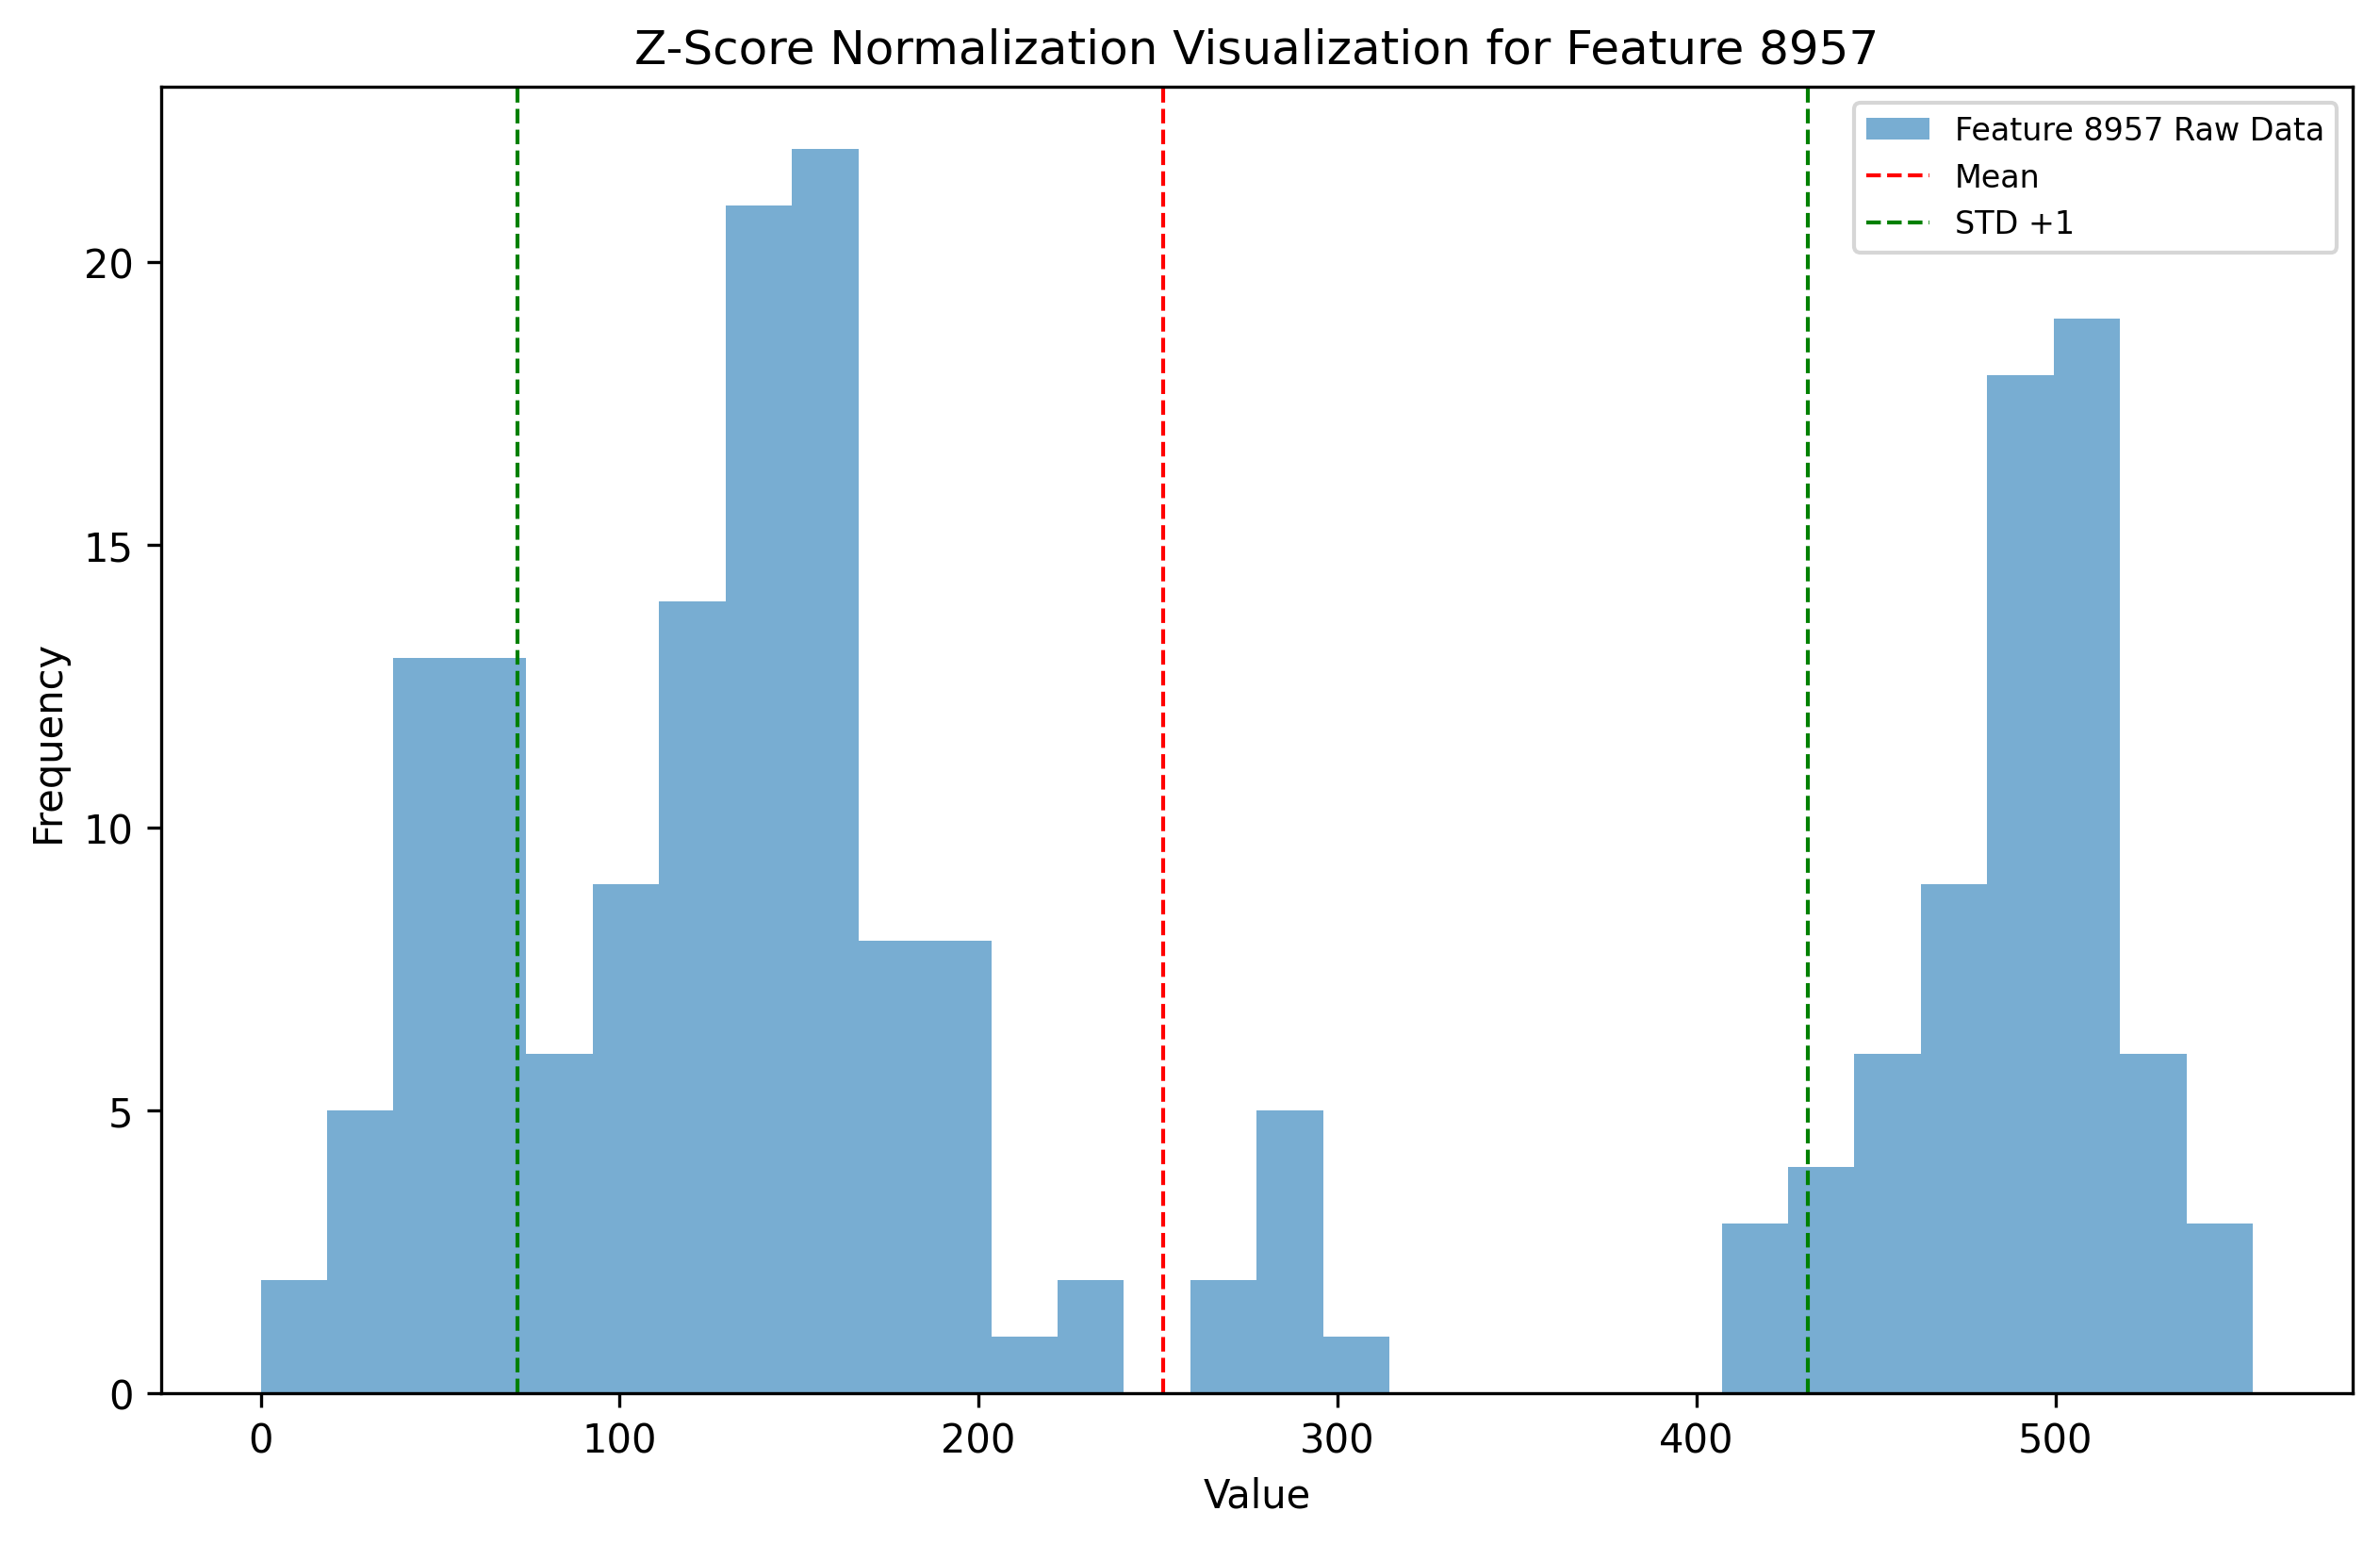 Z-Score Normalization Visualization for Feature 8957
Feature 8957 Raw Data
Mean
STD +1
Frequency
20
15
10
5
0
0 100 200 300 400 500
Value